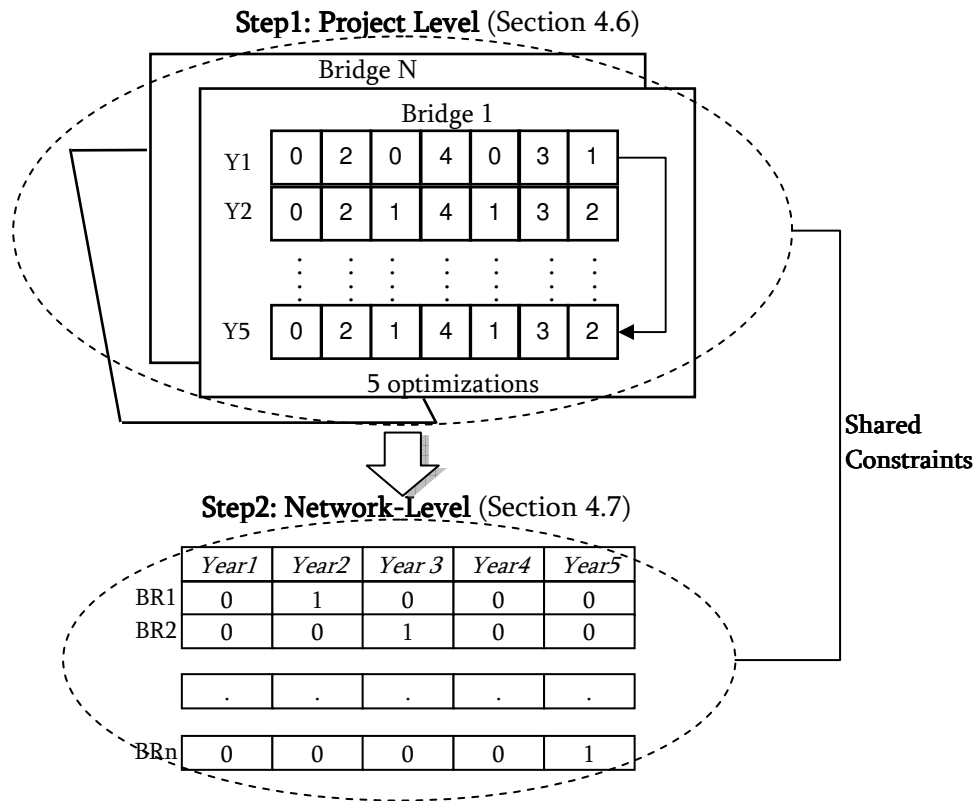 Step1: Project Level (Section 4.6)
Bridge N
Bridge 1
Y1 0 2 0 4 0 3 1
Y2 0 2 1 4 1 3 2
Y5 0 2 1 4 1 3 2
5 optimizations
Shared
Constraints
Step2: Network-Level (Section 4.7)
Year1 Year2 Year 3 Year4 Year5
BR1 0 1 0 0 0
BR2 0 0 1 0 0
. . . . .
BRn 0 0 0 0 1